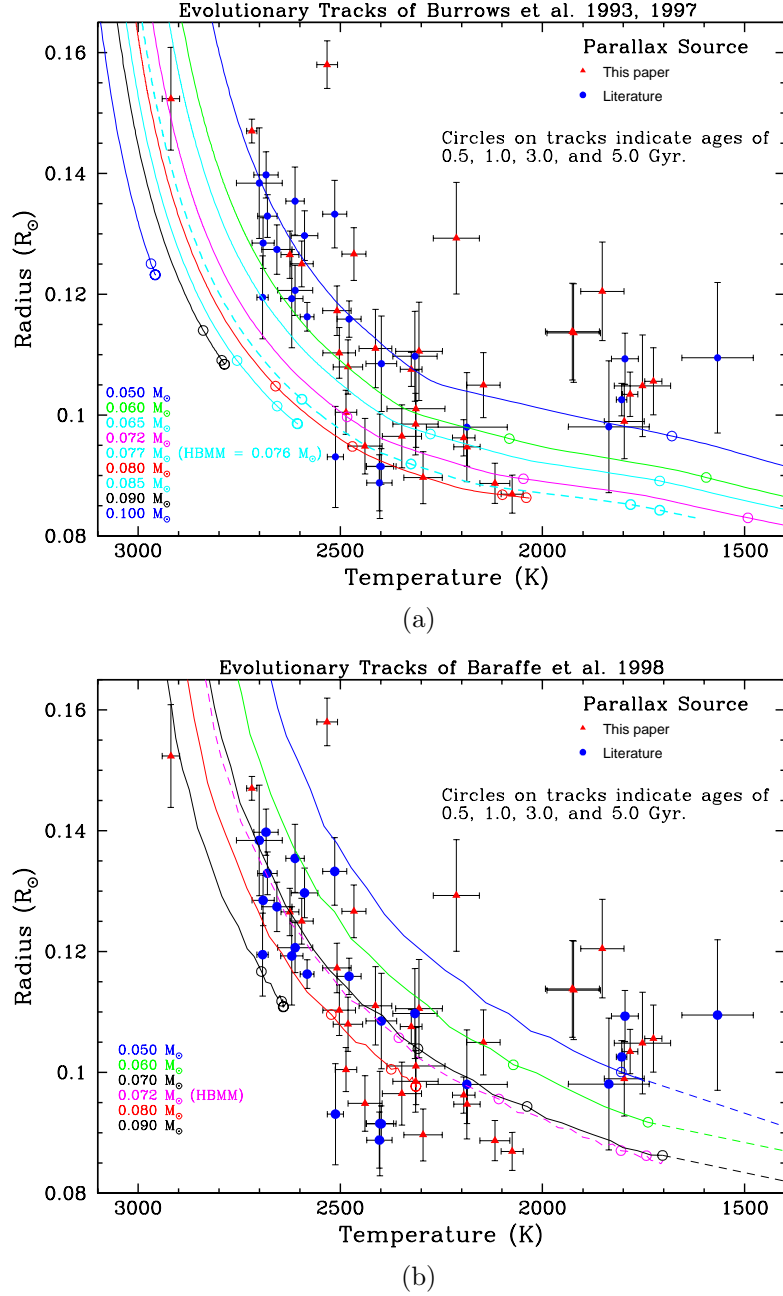 Evolutionary Tracks of Burrows et al. 1993, 1997
0.16
0.14
0.12
0.1
0.08
Radius (R⊙)
Parallax Source
This paper
Literature
Circles on tracks indicate ages of
0.5, 1.0, 3.0, and 5.0 Gyr.
0.050 M⊙
0.060 M⊙
0.065 M⊙
0.072 M⊙
0.077 M⊙ (HBMM = 0.076 M⊙)
0.080 M⊙
0.085 M⊙
0.090 M⊙
0.100 M⊙
3000 2500 2000 1500
Temperature (K)
(a)
Evolutionary Tracks of Baraffe et al. 1998
0.16
0.14
0.12
0.1
0.08
Radius (R⊙)
Parallax Source
This paper
Literature
Circles on tracks indicate ages of
0.5, 1.0, 3.0, and 5.0 Gyr.
0.050 M⊙
0.060 M⊙
0.070 M⊙
0.072 M⊙ (HBMM)
0.080 M⊙
0.090 M⊙
3000 2500 2000 1500
Temperature (K)
(b)